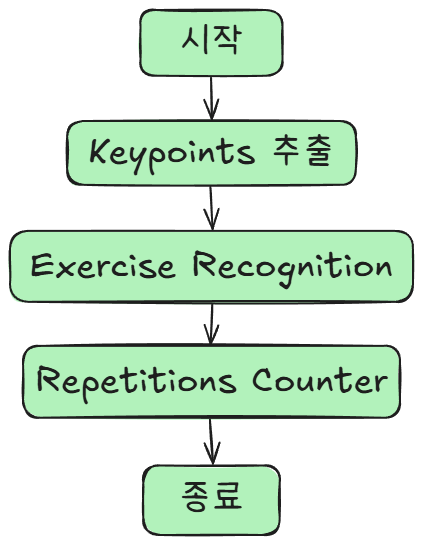 시작
Keypoints 추출
Exercise Recognition
Repetitions Counter
종료